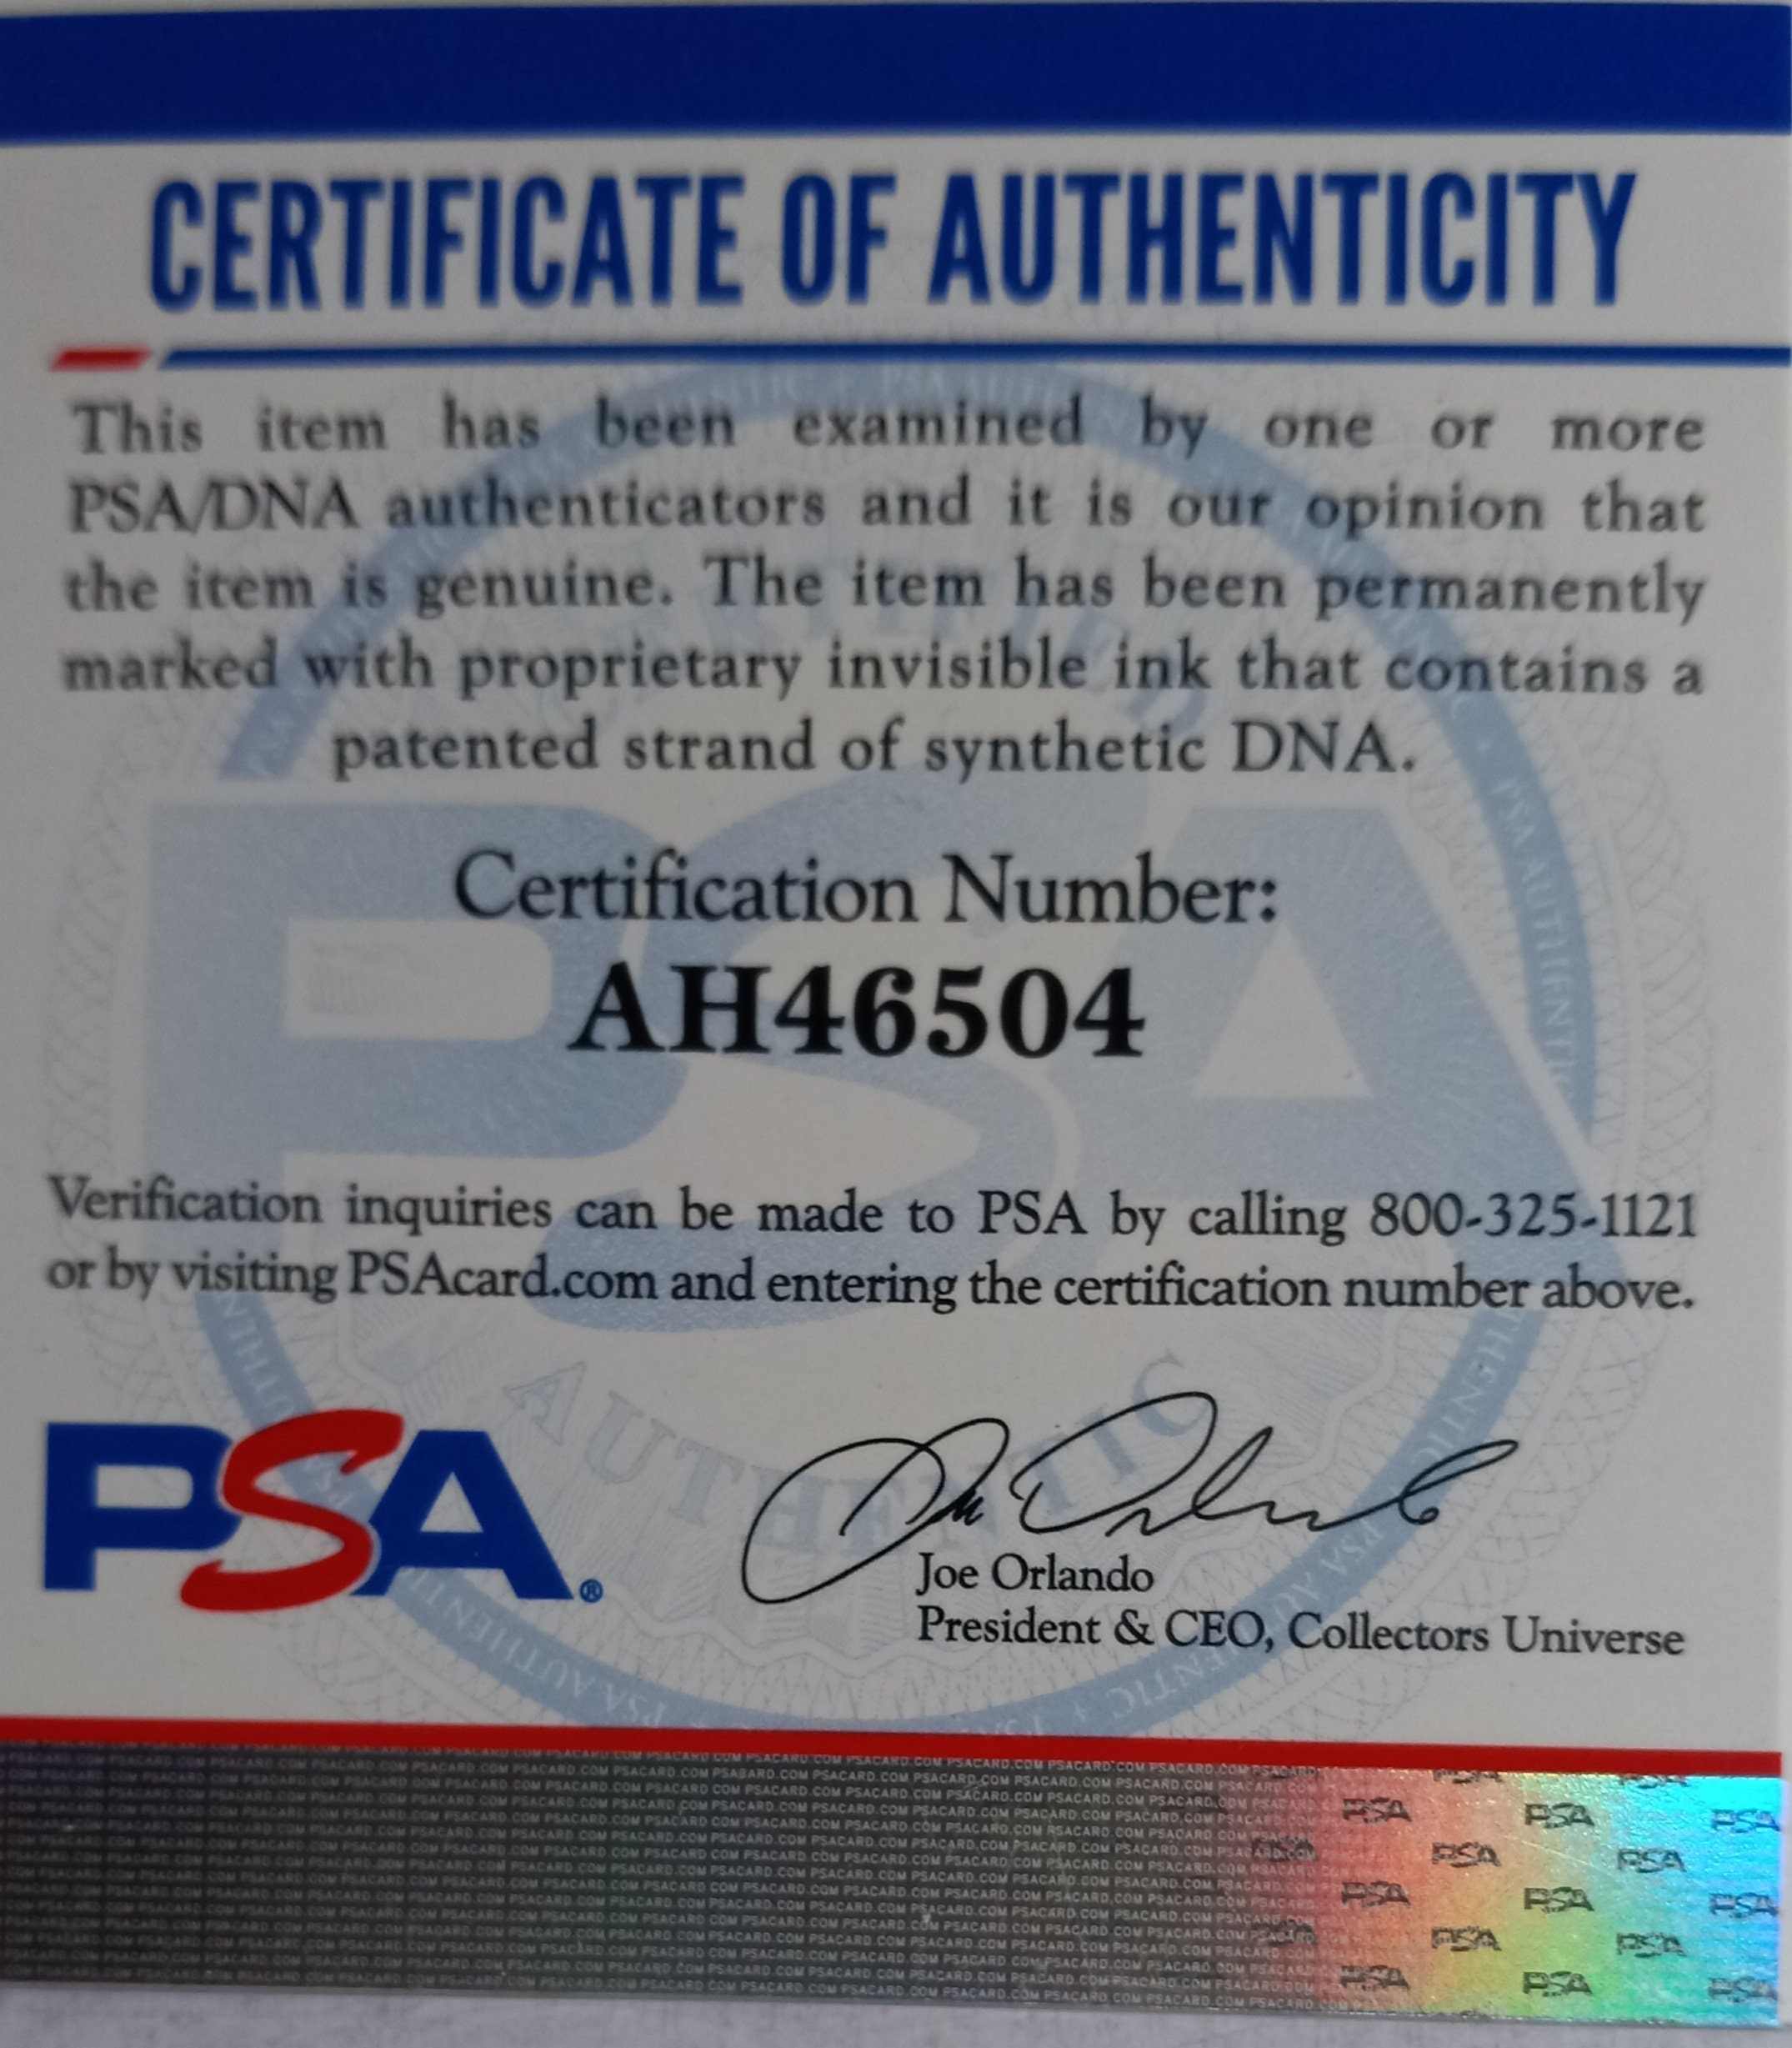 CERTIFICATE OF AUTHENTICITY
This item has been examined by one or more
PSA/DNA authenticators and it is our opinion that
the item is genuine. The item has been permanently
marked with proprietary invisible ink that contains a
patented strand of synthetic DNA.
Certification Number:
AH46504
Verification inquiries can be made to PSA by calling 800-325-1121
or by visiting PSAcard.com and entering the certification number above.
PSA®
Joe Orlando
President & CEO, Collectors Universe